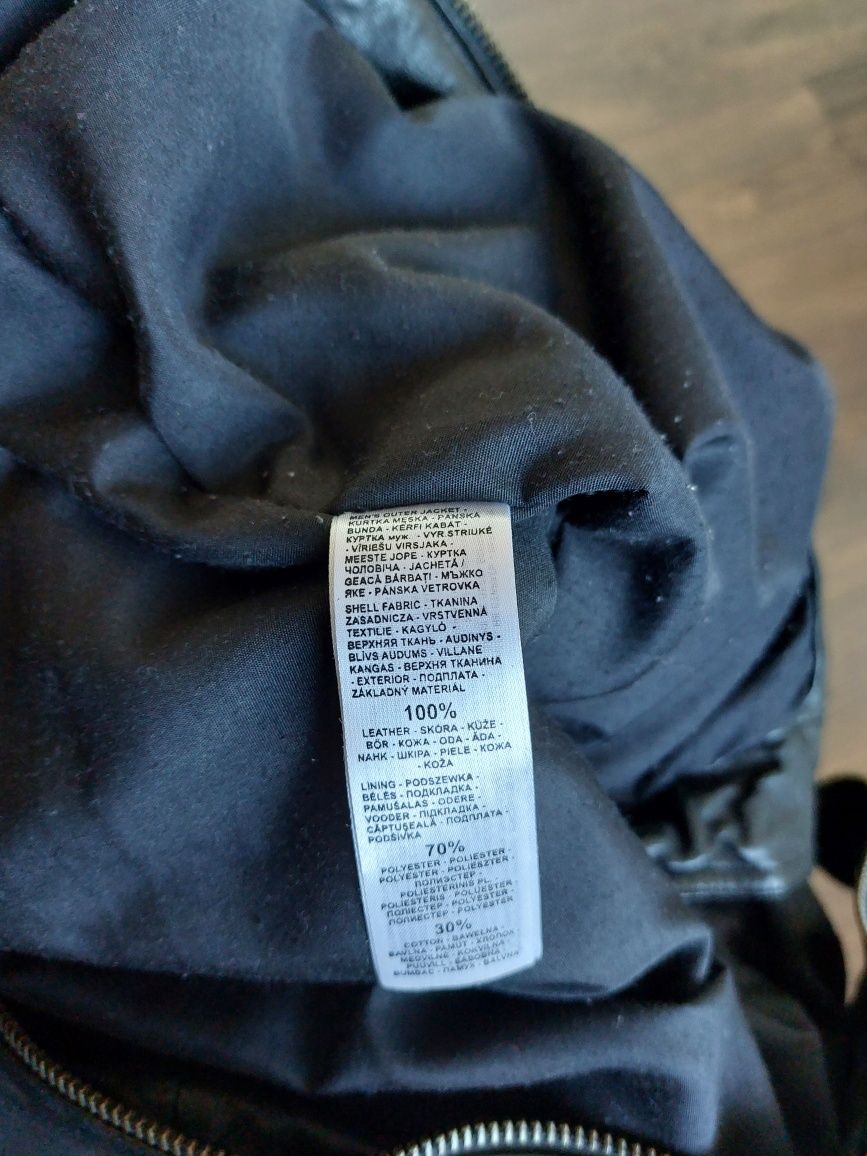 MEN'S OUTER JACKET -
KURTKA MĘSKA - PÁNSKÁ
BUNDA - KÉRFI KABÁT -
КУРТКА муж. - VYR.STRIUKĖ
- VĪRIEŠU VIRSJAKA -
MEESTE JOPE - КУРТКА
ЧОЛОВІЧА - JACHETĂ /
GEACĂ BĂRBAȚI - МЪЖКО
ЯКЕ - PÁNSKA VETROVKA
SHELL FABRIC - TKANINA
ZASADNICZA - VRSTVENNÁ
TEXTILIE - KAGYLÓ -
ВЕРХНЯЯ ТКАНЬ - AUDINYS -
BLĪVS AUDUMS - VILLANE
KANGAS - ВЕРХНЯ ТКАНИНА
- EXTERIOR - ПОДПЛАТА -
ZÁKLADNÝ MATERIÁL
100%
LEATHER - SKÓRA - KŮŽE -
BŐR - КОЖА - ODA - ĀDA -
NAHK - ШКІРА - PIELE - КОЖА
- KOŽA
LINING - PODSZEWKA -
BÉLÉS - ПОДКЛАДКА -
PAMUŠALAS - ODERE -
VOODER - ПІДКЛАДКА -
CĂPTUȘEALĂ - ПОДПЛАТА -
PODŠÍVKA
70%
POLYESTER - POLIESTER -
POLYESTER - POLIÉSZTER -
ПОЛИЭСТЕР -
POLIESTERINIS PL. -
POLIESTERIS - POLÜESTER -
ПОЛІЕСТЕР - POLYESTER -
ПОЛИЕСТЕР - POLYESTER
30%
COTTON - BAWEŁNA -
BAVLNA - PAMUT - ХЛОПОК -
MEDVILNĖ - KOKVILNA -
PUUVILL - БАВОВНА -
BUMBAC - ПАМУК - BAVLNA